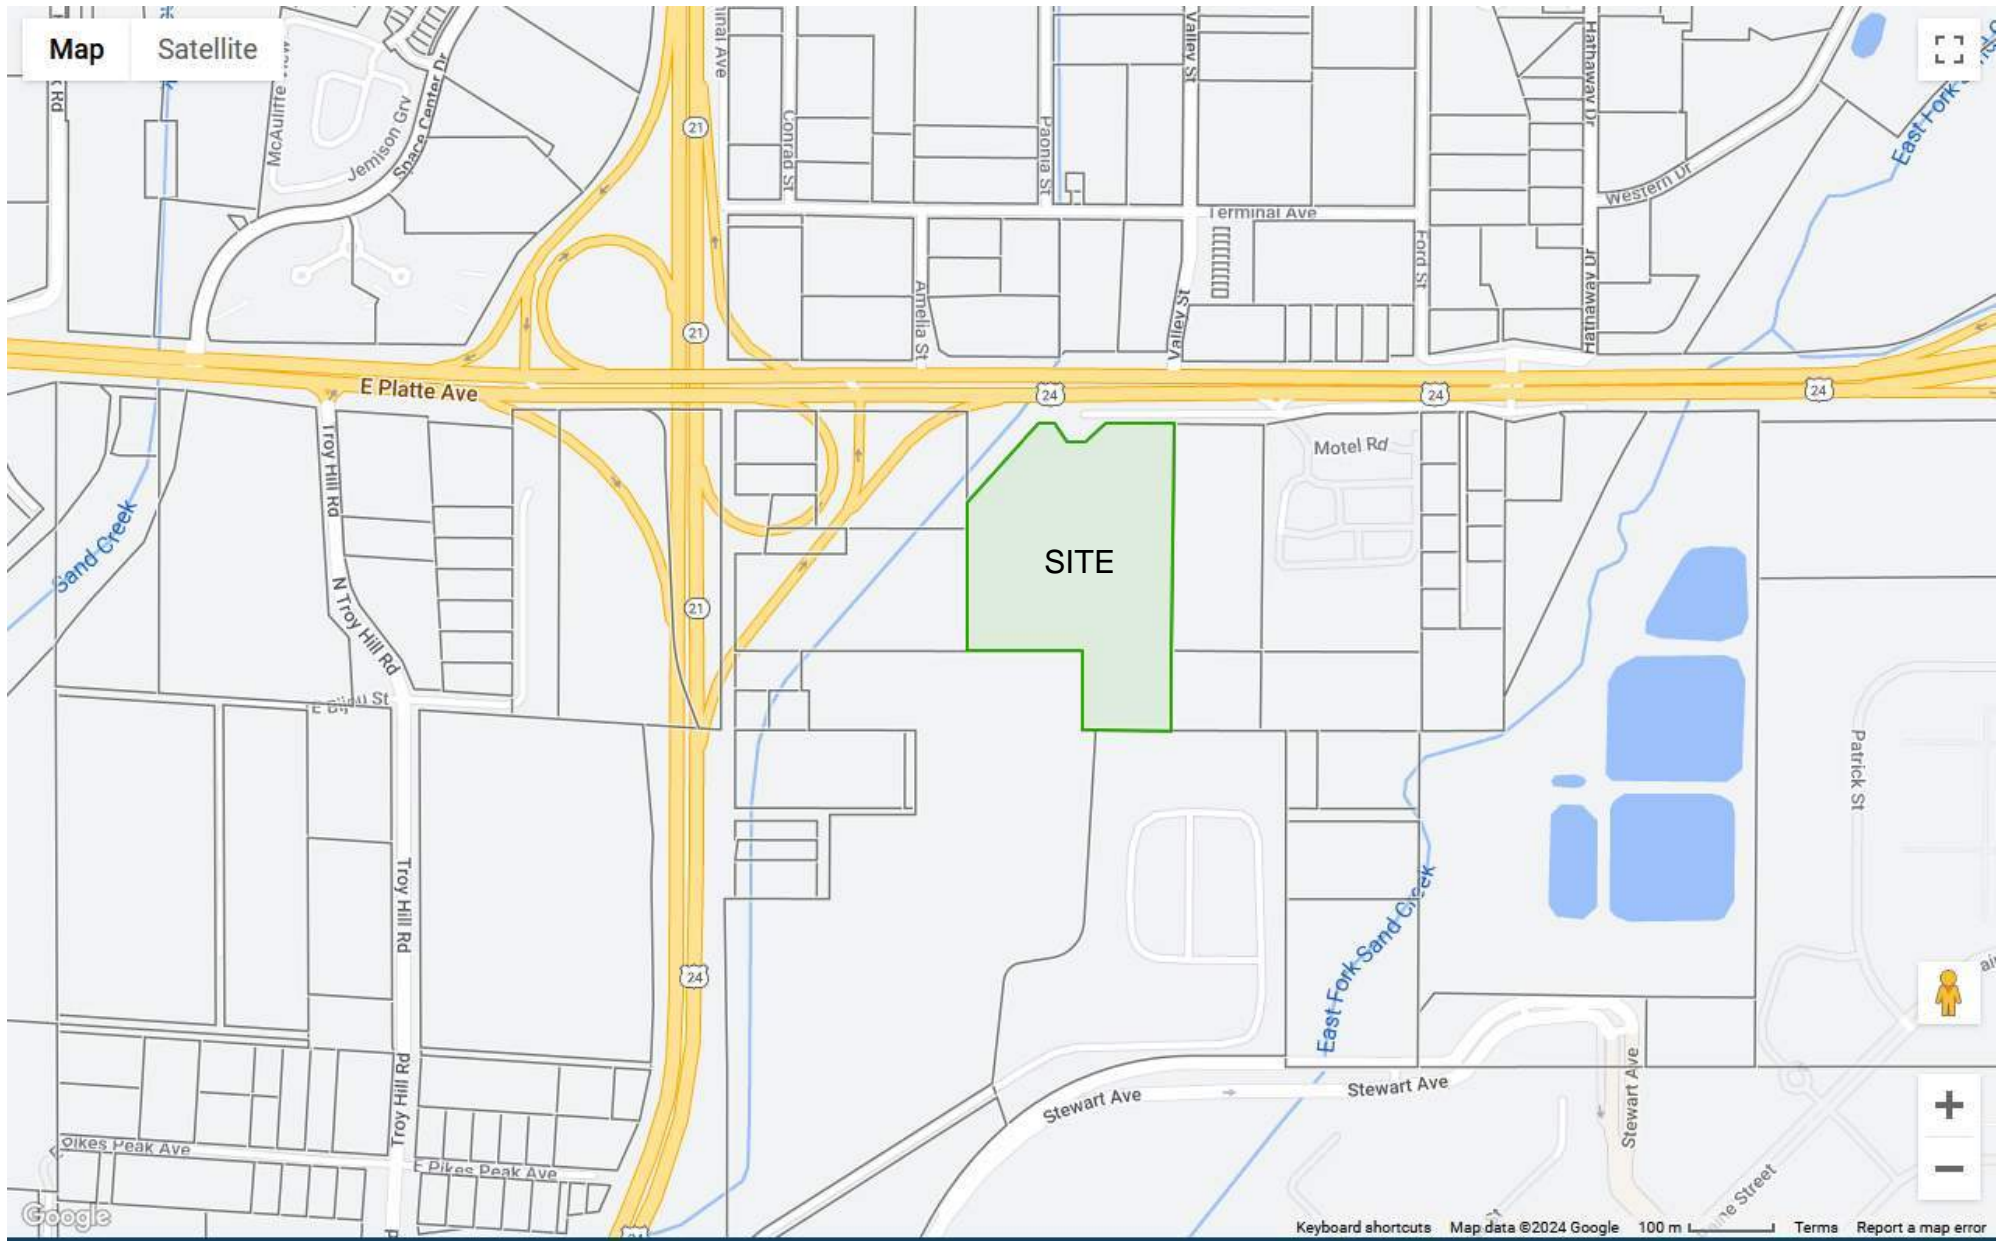 Map
Satellite
McAuliffe View
Jemison Grv
Space Center Dr
21
Conrad St
Paonia St
Valley St
Hathaway Dr
Western Dr
East Fork
Terminal Ave
Ford St
Amelia St
Valley St
Hathaway Dr
21
E Platte Ave
24
24
24
Troy Hill Rd
Motel Rd
Sand Creek
SITE
N Troy Hill Rd
21
E Bijou St
Patrick St
Troy Hill Rd
24
East Fork Sand Creek
Stewart Ave
Stewart Ave
Stewart Ave
Troy Hill Rd
Pikes Peak Ave
E Pikes Peak Ave
24
Google
Keyboard shortcuts
Map data ©2024 Google
100 m
Terms
Report a map error